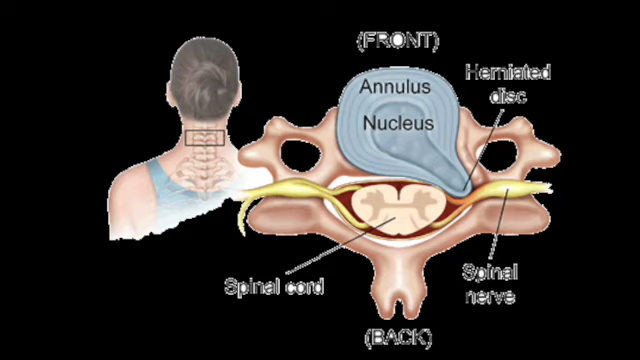 (FRONT)
Herniated
disc
Annulus
Nucleus
Spinal cord
Spinal
nerve
(BACK)